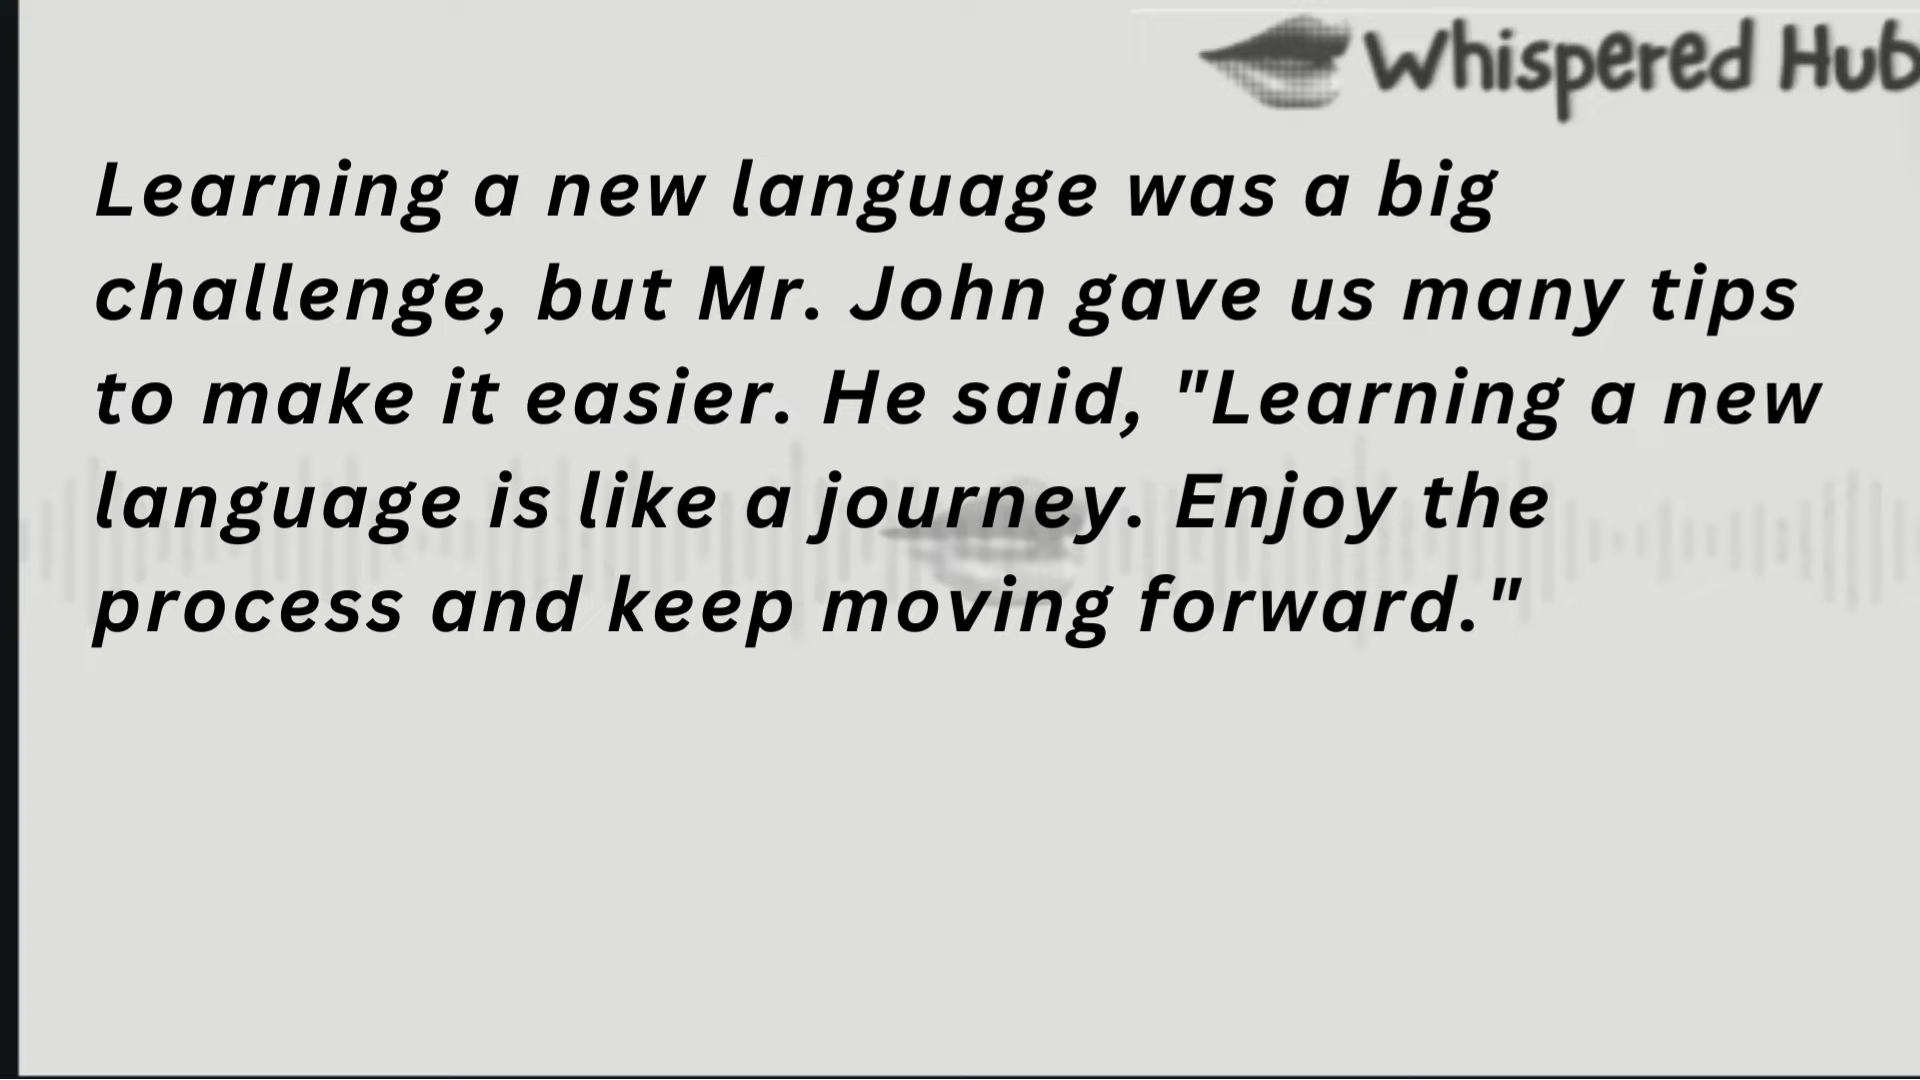 Whispered Hub
Learning a new language was a big
challenge, but Mr. John gave us many tips
to make it easier. He said, "Learning a new
language is like a journey. Enjoy the
process and keep moving forward."